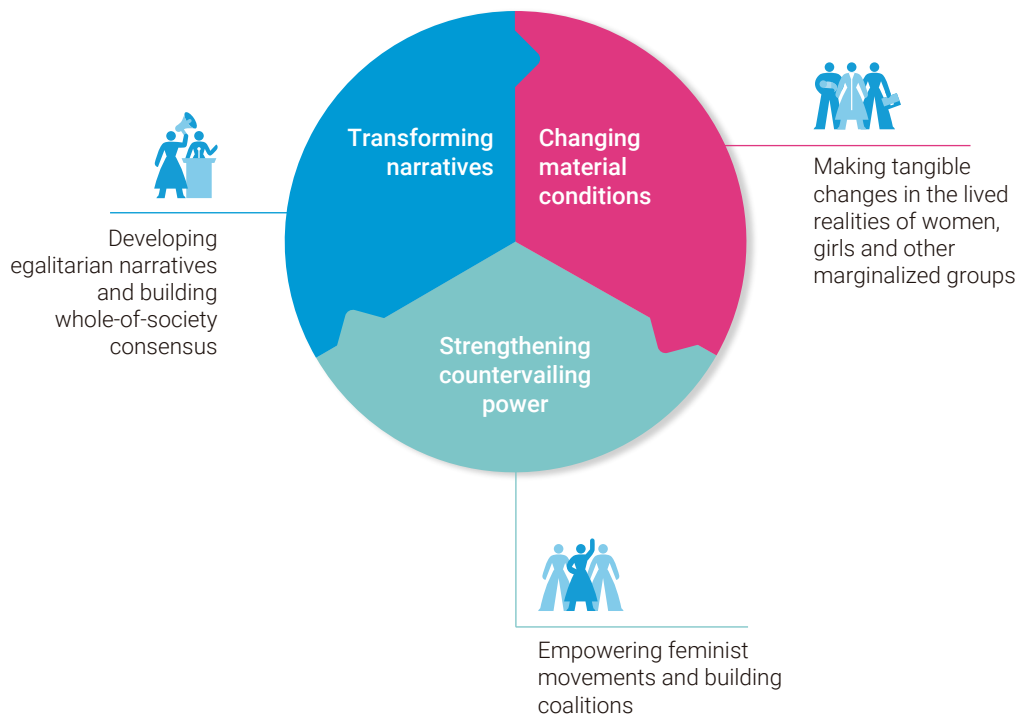 Transforming
narratives
Changing
material
conditions
Strengthening
countervailing
power
Developing
egalitarian narratives
and building
whole-of-society
consensus
Making tangible
changes in the lived
realities of women,
girls and other
marginalized groups
Empowering feminist
movements and building
coalitions